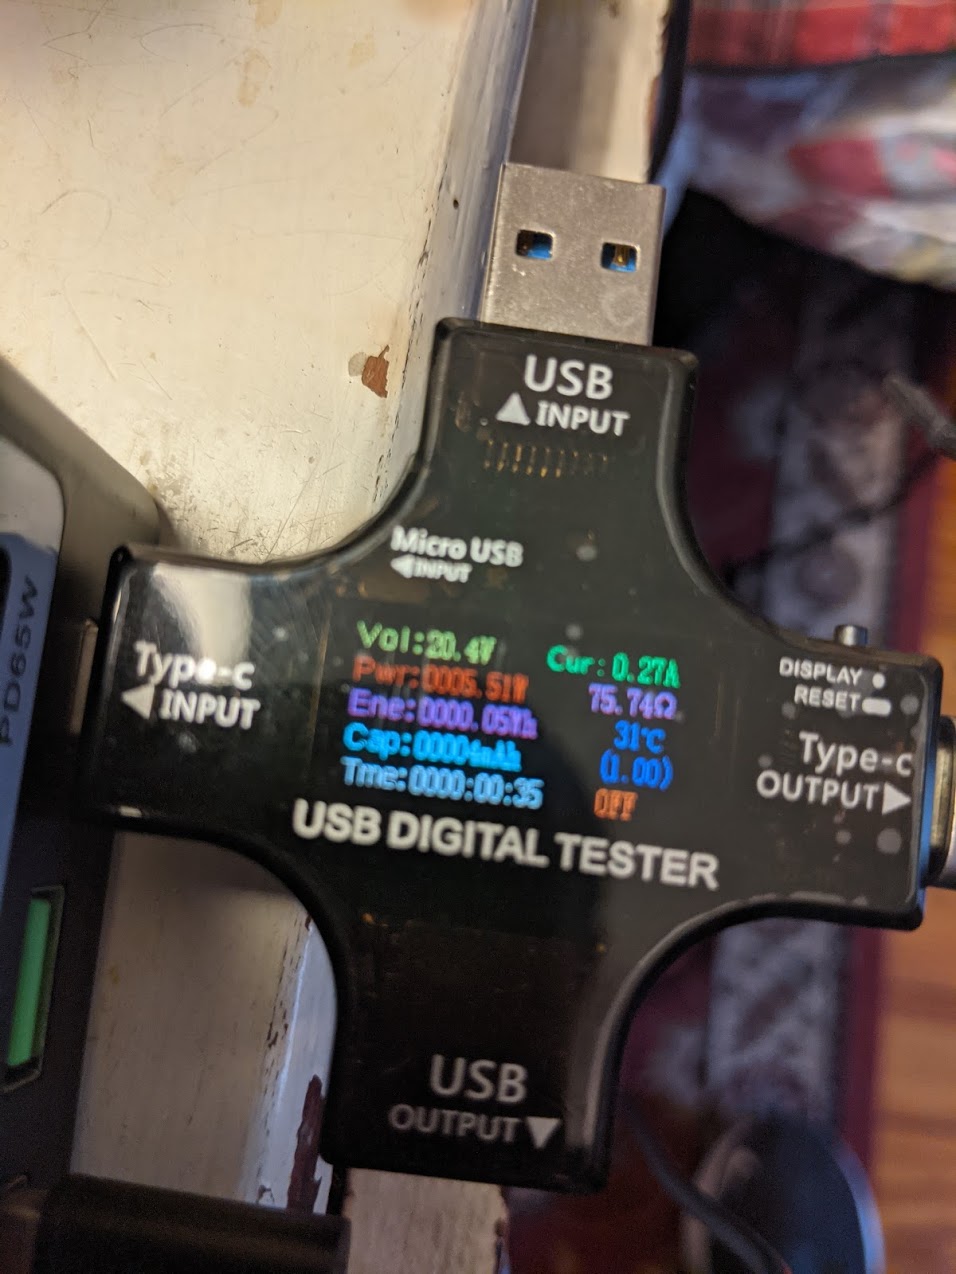 USB
INPUT
Micro USB
INPUT
Type-c
INPUT
Vol:20.4V
Pwr:0005.51W
Ene:0000.05Wh
Cap:00004mAh
Tme:0000:00:35
Cur:0.27A
75.74Ω
31℃
(1.00)
OFF
DISPLAY
RESET
Type-c
OUTPUT
USB DIGITAL TESTER
USB
OUTPUT
PD65W